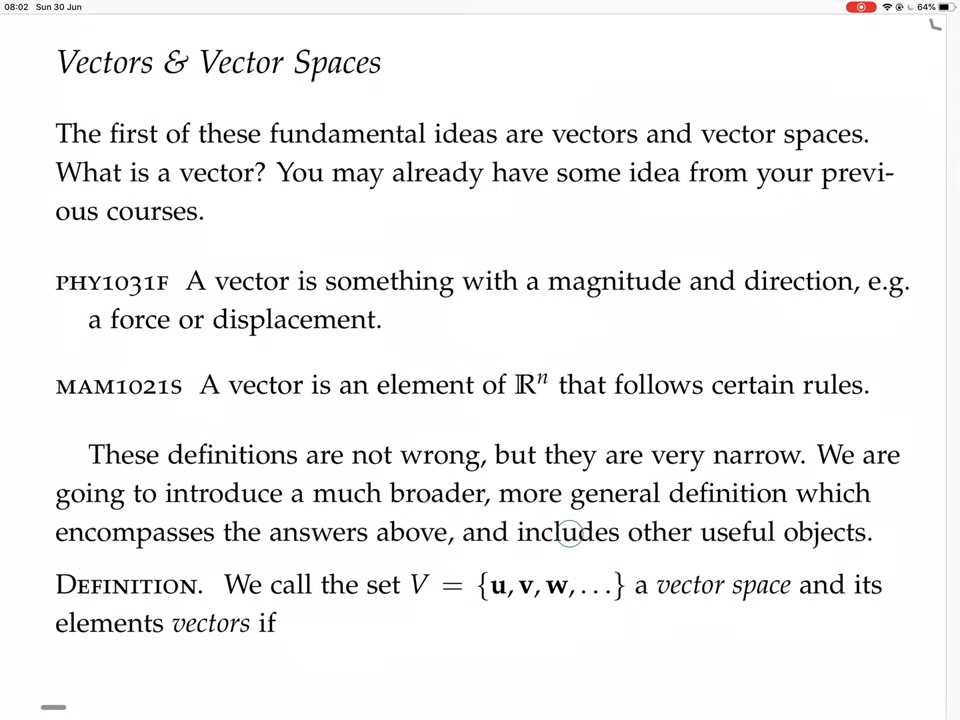 08:02 Sun 30 Jun
64%
Vectors & Vector Spaces
The first of these fundamental ideas are vectors and vector spaces.
What is a vector? You may already have some idea from your previ-
ous courses.
PHY1031F A vector is something with a magnitude and direction, e.g.
a force or displacement.
MAM1021S A vector is an element of ℝⁿ that follows certain rules.
These definitions are not wrong, but they are very narrow. We are
going to introduce a much broader, more general definition which
encompasses the answers above, and includes other useful objects.
DEFINITION. We call the set V = {u, v, w, . . .} a vector space and its
elements vectors if